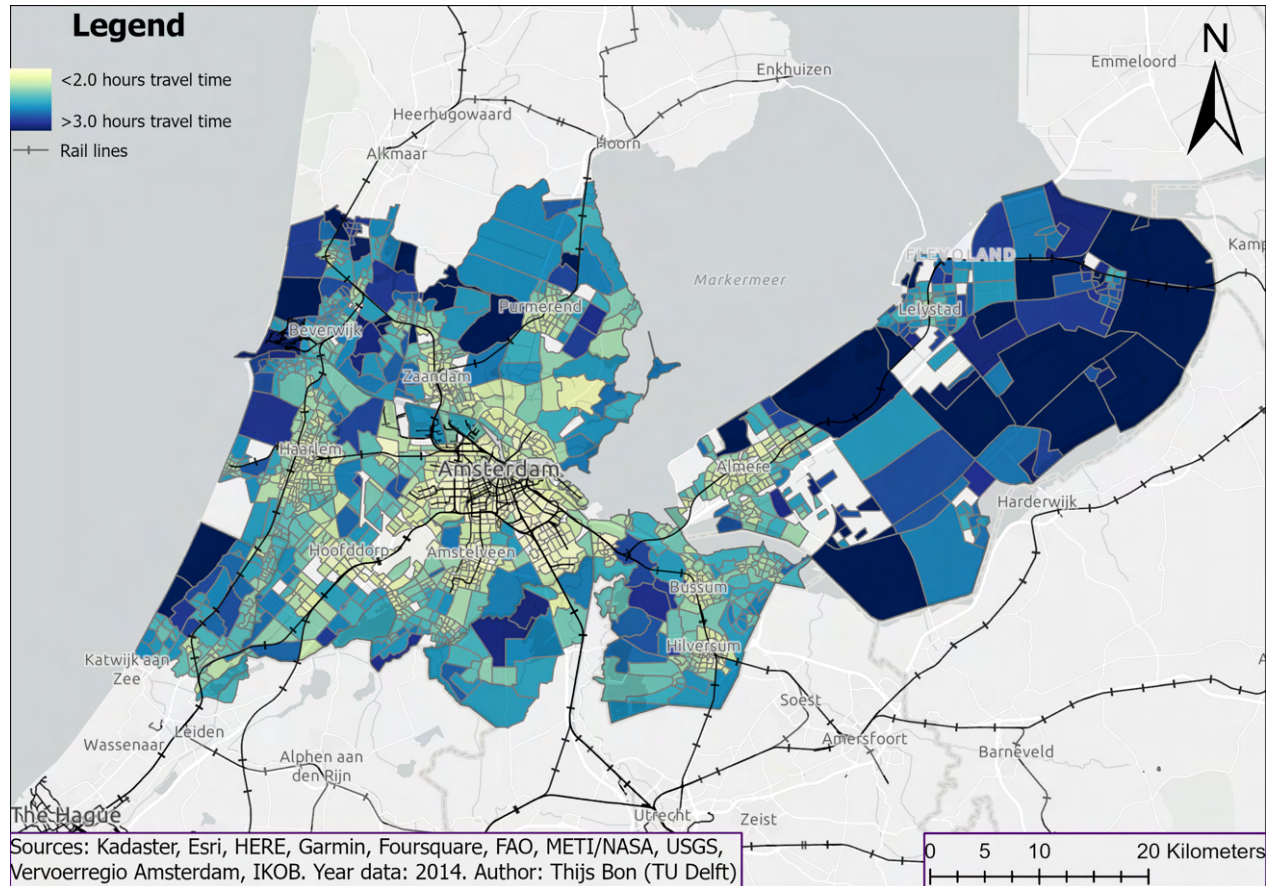 Legend
<2.0 hours travel time
>3.0 hours travel time
Rail lines
N
Enkhuizen
Emmeloord
Heerhugowaard
Hoorn
Alkmaar
FLEVOLAND
Markermeer
Purmerend
Lelystad
Beverwijk
Zaandam
Haarlem
Amsterdam
Almere
Harderwijk
Hoofddorp
Amstelveen
Bussum
Hilversum
Katwijk aan
Zee
Soest
Leiden
Wassenaar
Amersfoort
Barneveld
Alphen aan
den Rijn
The Hague
Utrecht
Zeist
Sources: Kadaster, Esri, HERE, Garmin, Foursquare, FAO, METI/NASA, USGS,
Vervoerregio Amsterdam, IKOB. Year data: 2014. Author: Thijs Bon (TU Delft)
0 5 10 20 Kilometers